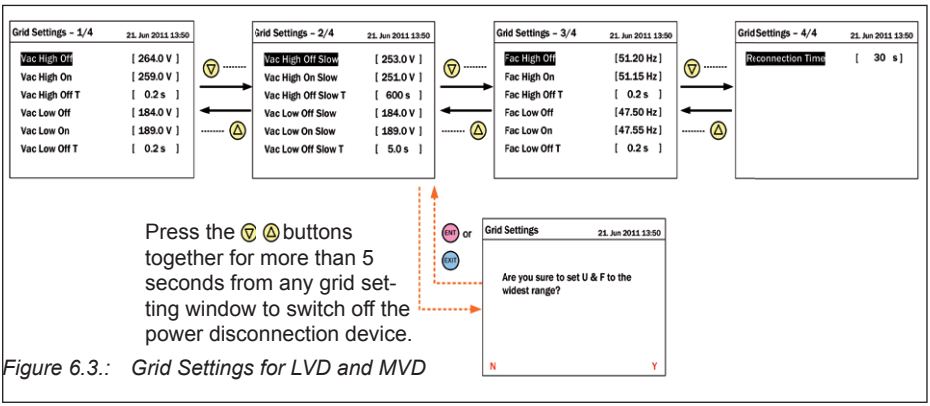 Grid Settings – 1/4 21. Jun 2011 13:50
Vac High Off [ 264.0 V ]
Vac High On [ 259.0 V ]
Vac High Off T [ 0.2 s ]
Vac Low Off [ 184.0 V ]
Vac Low On [ 189.0 V ]
Vac Low Off T [ 0.2 s ]
Grid Settings – 2/4 21. Jun 2011 13:50
Vac High Off Slow [ 253.0 V ]
Vac High On Slow [ 251.0 V ]
Vac High Off Slow T [ 600 s ]
Vac Low Off Slow [ 184.0 V ]
Vac Low On Slow [ 189.0 V ]
Vac Low Off Slow T [ 5.0 s ]
Grid Settings – 3/4 21. Jun 2011 13:50
Fac High Off [51.20 Hz ]
Fac High On [51.15 Hz ]
Fac High Off T [ 0.2 s ]
Fac Low Off [47.50 Hz ]
Fac Low On [47.55 Hz ]
Fac Low Off T [ 0.2 s ]
Grid Settings – 4/4 21. Jun 2011 13:50
Reconnection Time [ 30 s ]
Press the buttons
together for more than 5
seconds from any grid set-
ting window to switch off the
power disconnection device.
ENT or
EXIT
Grid Settings 21. Jun 2011 13:50
Are you sure to set U & F to the
widest range?
N Y
Figure 6.3.: Grid Settings for LVD and MVD